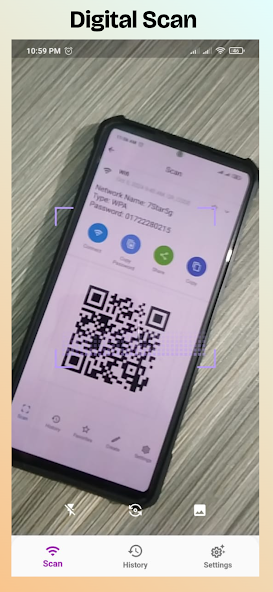 Digital Scan
10:59 PM
46
Scan
Wifi
Network Name: 7Star5g
Type: WPA
Password: 01722280215
Connect
Copy
Password
Share
Copy
Scan
History
Favorites
Create
Settings
Scan
History
Settings